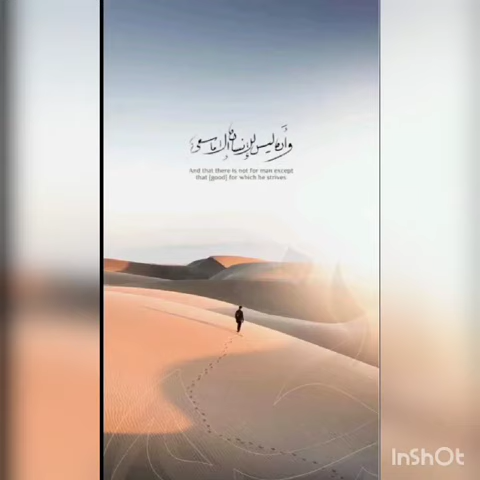 وأن ليس للإنسان إلا ما سعى
And that there is not for man except
that [good] for which he strives
InShOt